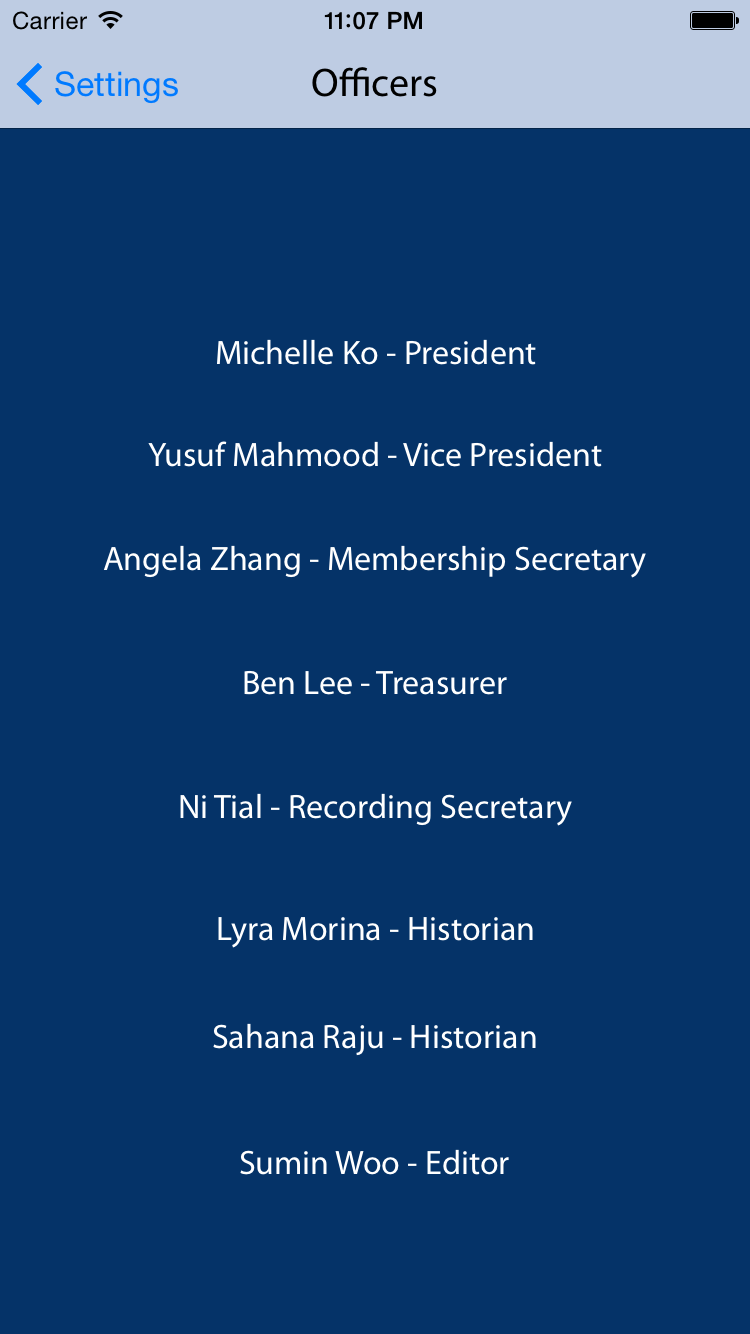 Carrier 11:07 PM
Settings Officers
Michelle Ko - President
Yusuf Mahmood - Vice President
Angela Zhang - Membership Secretary
Ben Lee - Treasurer
Ni Tial - Recording Secretary
Lyra Morina - Historian
Sahana Raju - Historian
Sumin Woo - Editor